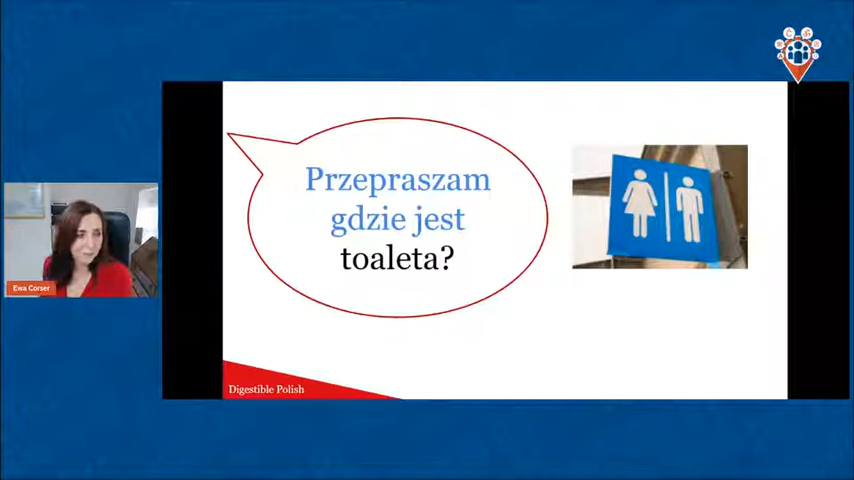 Przepraszam
gdzie jest
toaleta?
Ewa Corser
Digestible Polish